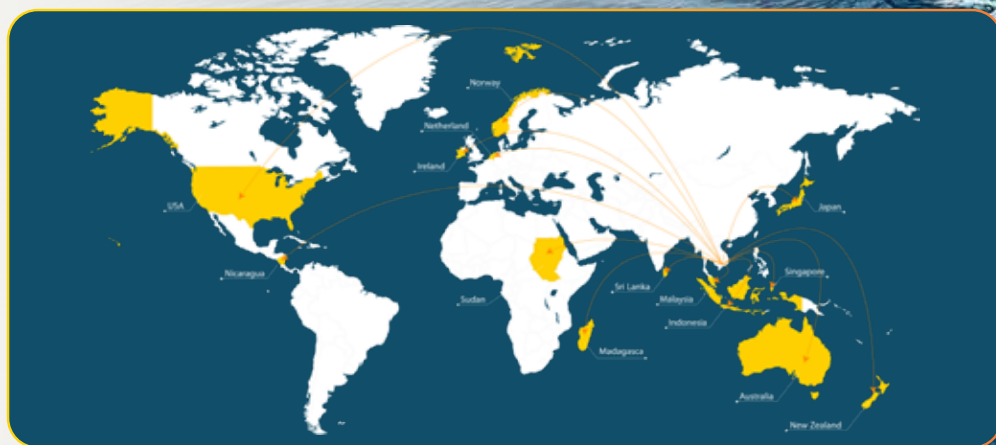 Norway
Netherland
Ireland
USA
Japan
Nicaragua
Sri Lanka
Singapore
Sudan
Malaysia
Indonesia
Madagasca
Australia
New Zealand